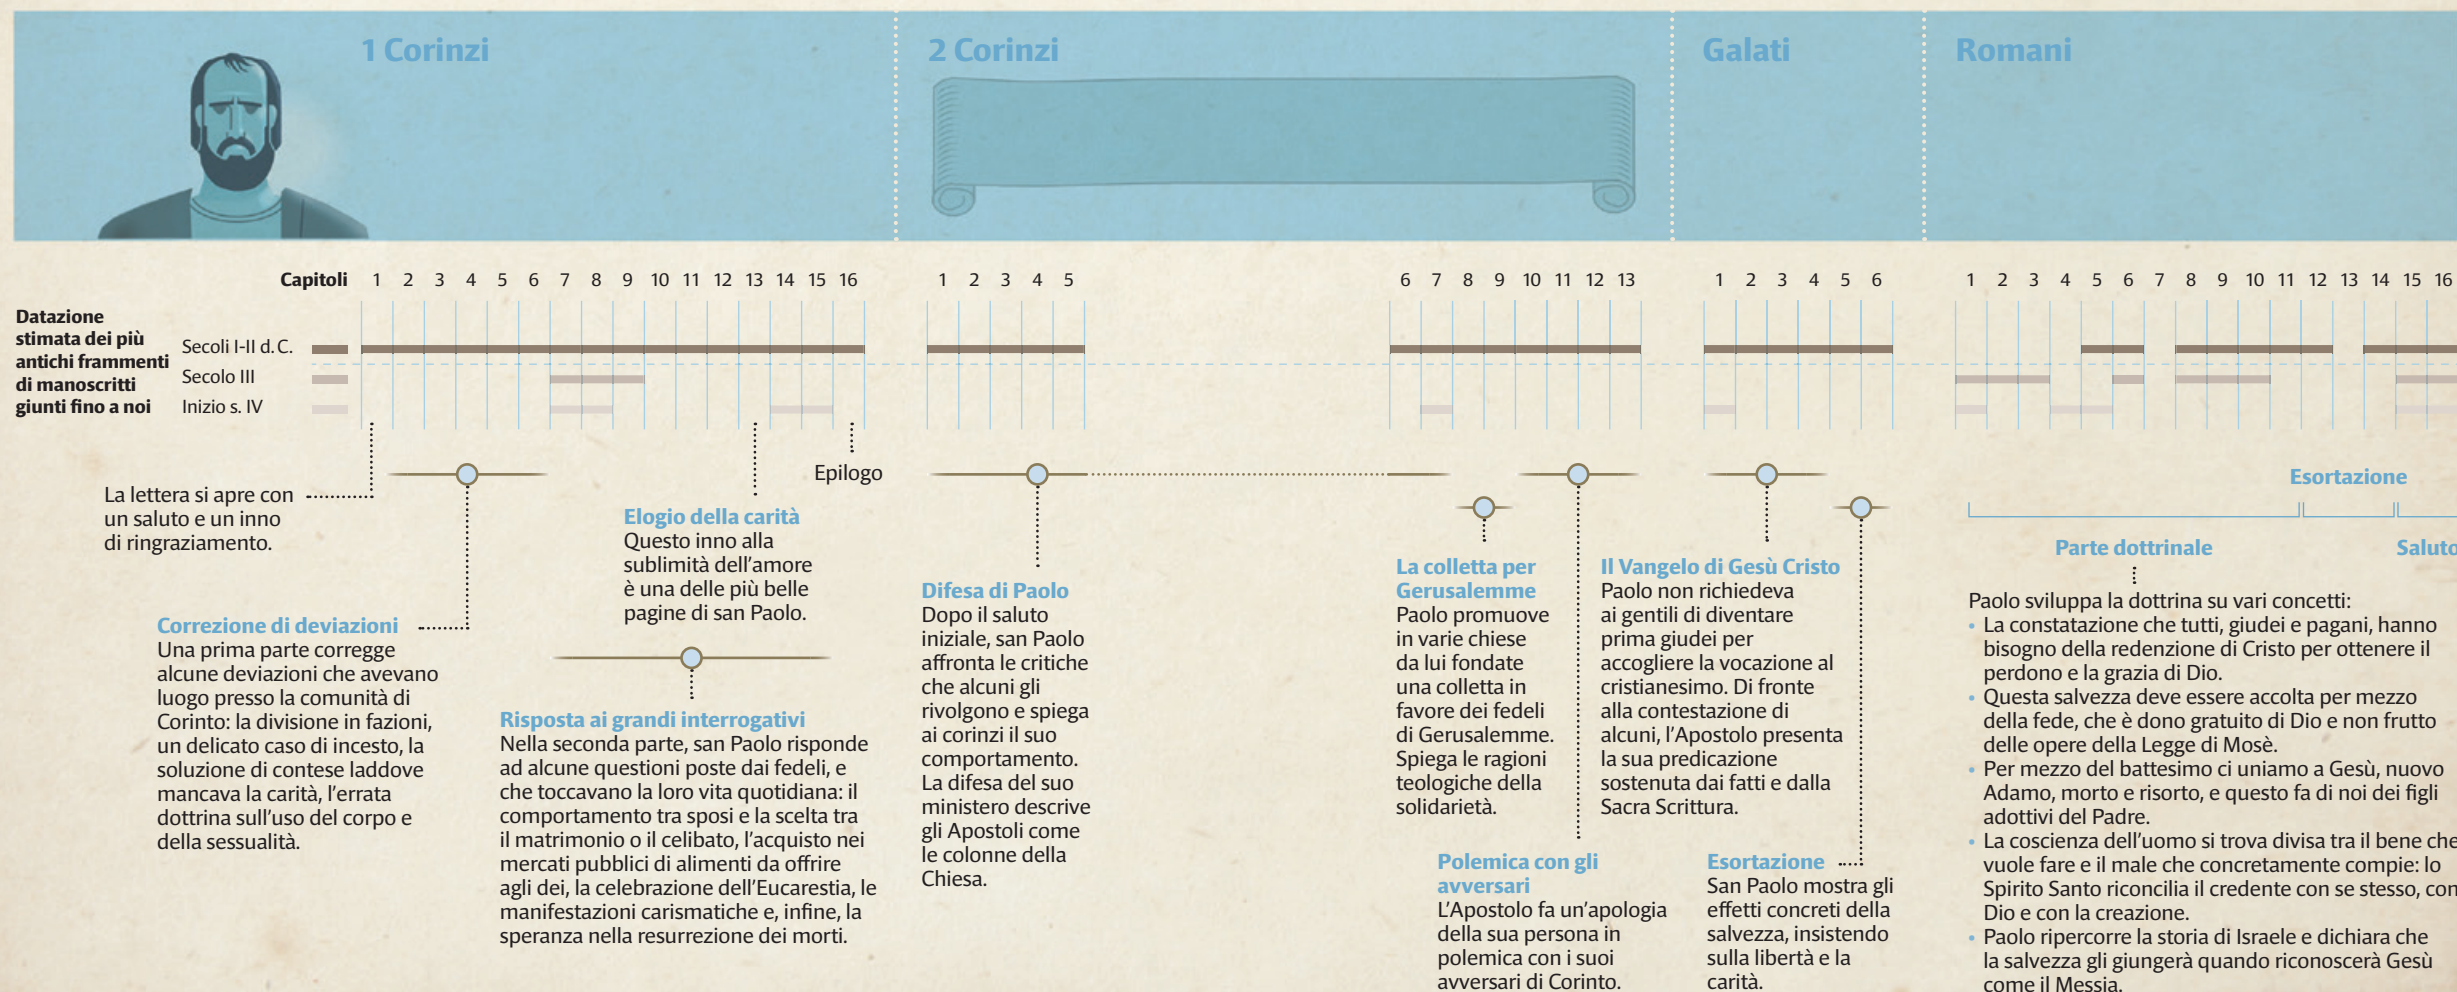 1 Corinzi
2 Corinzi
Galati
Romani
Capitoli 1 2 3 4 5 6 7 8 9 10 11 12 13 14 15 16
1 2 3 4 5
6 7 8 9 10 11 12 13
1 2 3 4 5 6
1 2 3 4 5 6 7 8 9 10 11 12 13 14 15 16
Datazione
stimata dei più
antichi frammenti
di manoscritti
giunti fino a noi
Secoli I-II d.C.
Secolo III
Inizio s. IV
La lettera si apre con
un saluto e un inno
di ringraziamento.
Correzione di deviazioni
Una prima parte corregge
alcune deviazioni che avevano
luogo presso la comunità di
Corinto: la divisione in fazioni,
un delicato caso di incesto, la
soluzione di contese laddove
mancava la carità, l'errata
dottrina sull'uso del corpo e
della sessualità.
Elogio della carità
Questo inno alla
sublimità dell'amore
è una delle più belle
pagine di san Paolo.
Epilogo
Risposta ai grandi interrogativi
Nella seconda parte, san Paolo risponde
ad alcune questioni poste dai fedeli, e
che toccavano la loro vita quotidiana: il
comportamento tra sposi e la scelta tra
il matrimonio o il celibato, l'acquisto nei
mercati pubblici di alimenti da offrire
agli dei, la celebrazione dell'Eucarestia, le
manifestazioni carismatiche e, infine, la
speranza nella resurrezione dei morti.
Difesa di Paolo
Dopo il saluto
iniziale, san Paolo
affronta le critiche
che alcuni gli
rivolgono e spiega
ai corinzi il suo
comportamento.
La difesa del suo
ministero descrive
gli Apostoli come
le colonne della
Chiesa.
La colletta per
Gerusalemme
Paolo promuove
in varie chiese
da lui fondate
una colletta in
favore dei fedeli
di Gerusalemme.
Spiega le ragioni
teologiche della
solidarietà.
Polemica con gli
avversari
L'Apostolo fa un'apologia
della sua persona in
polemica con i suoi
avversari di Corinto.
Il Vangelo di Gesù Cristo
Paolo non richiedeva
ai gentili di diventare
prima giudei per
accogliere la vocazione al
cristianesimo. Di fronte
alla contestazione di
alcuni, l'Apostolo presenta
la sua predicazione
sostenuta dai fatti e dalla
Sacra Scrittura.
Esortazione
San Paolo mostra gli
effetti concreti della
salvezza, insistendo
sulla libertà e la
carità.
Esortazione
Parte dottrinale
Saluto
Paolo sviluppa la dottrina su vari concetti:
• La constatazione che tutti, giudei e pagani, hanno
bisogno della redenzione di Cristo per ottenere il
perdono e la grazia di Dio.
• Questa salvezza deve essere accolta per mezzo
della fede, che è dono gratuito di Dio e non frutto
delle opere della Legge di Mosè.
• Per mezzo del battesimo ci uniamo a Gesù, nuovo
Adamo, morto e risorto, e questo fa di noi dei figli
adottivi del Padre.
• La coscienza dell'uomo si trova divisa tra il bene che
vuole fare e il male che concretamente compie: lo
Spirito Santo riconcilia il credente con se stesso, con
Dio e con la creazione.
• Paolo ripercorre la storia di Israele e dichiara che
la salvezza gli giungerà quando riconoscerà Gesù
come il Messia.